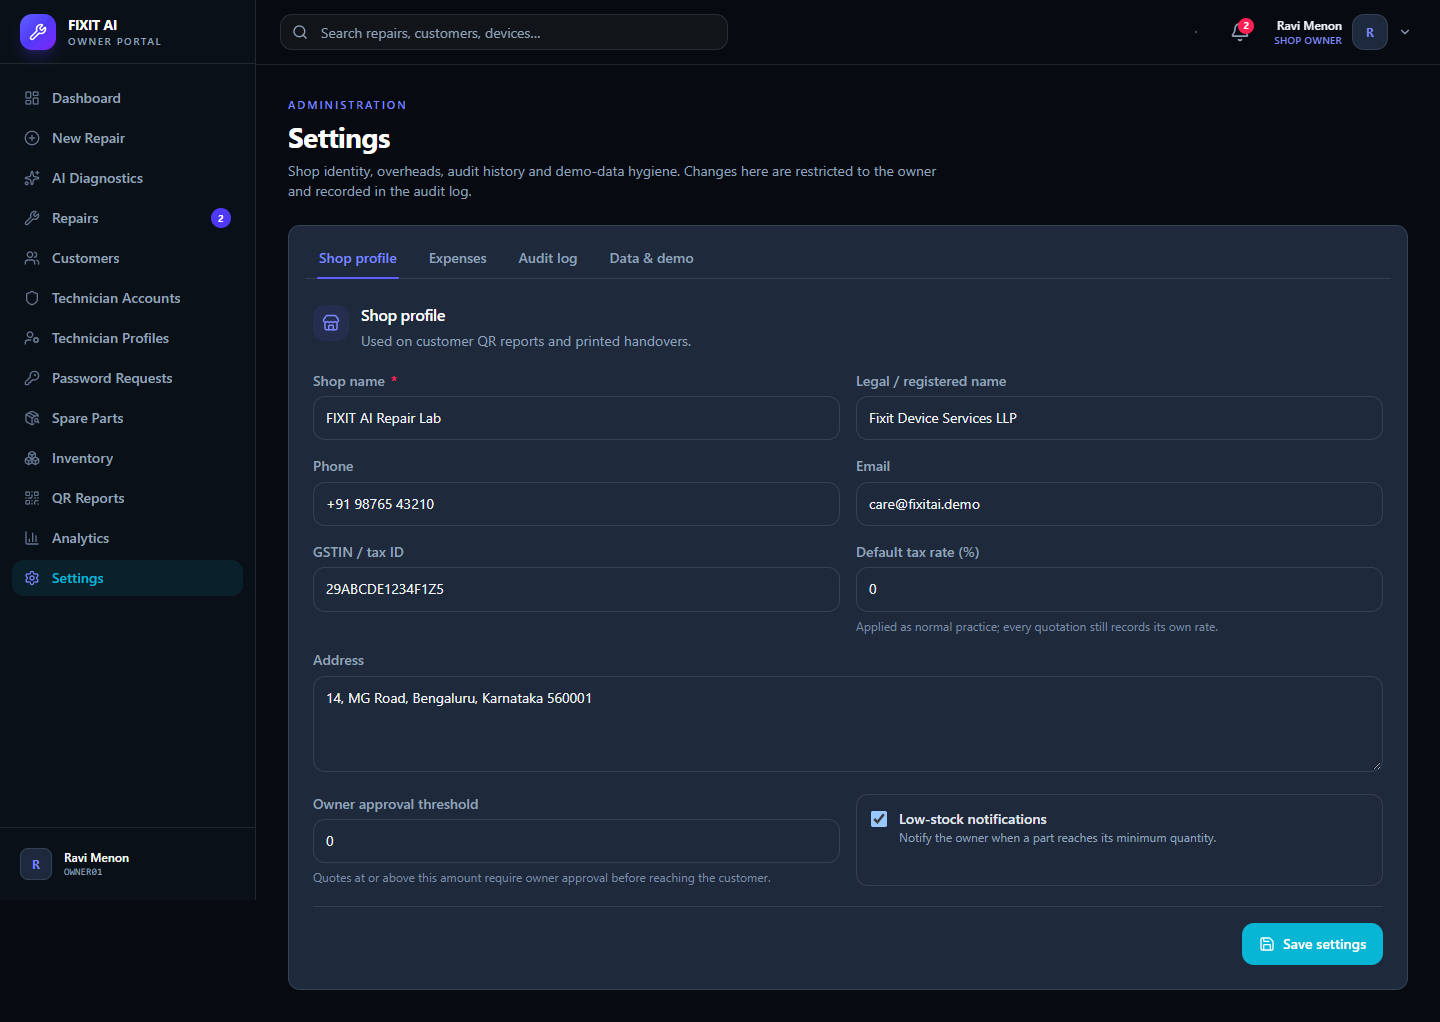 FIXIT AI
OWNER PORTAL
Search repairs, customers, devices...
2
Ravi Menon
SHOP OWNER
R
Dashboard
New Repair
AI Diagnostics
Repairs
2
Customers
Technician Accounts
Technician Profiles
Password Requests
Spare Parts
Inventory
QR Reports
Analytics
Settings
R
Ravi Menon
OWNER01
ADMINISTRATION
Settings
Shop identity, overheads, audit history and demo-data hygiene. Changes here are restricted to the owner
and recorded in the audit log.
Shop profile
Expenses
Audit log
Data & demo
Shop profile
Used on customer QR reports and printed handovers.
Shop name *
FIXIT AI Repair Lab
Legal / registered name
Fixit Device Services LLP
Phone
+91 98765 43210
Email
care@fixitai.demo
GSTIN / tax ID
29ABCDE1234F1Z5
Default tax rate (%)
0
Applied as normal practice; every quotation still records its own rate.
Address
14, MG Road, Bengaluru, Karnataka 560001
Owner approval threshold
0
Quotes at or above this amount require owner approval before reaching the customer.
Low-stock notifications
Notify the owner when a part reaches its minimum quantity.
Save settings